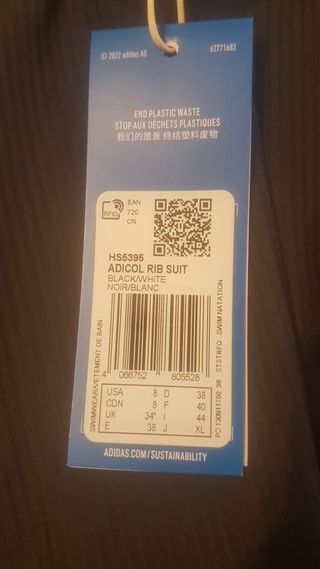 © 2022 adidas AG
62771683
END PLASTIC WASTE
STOP AUX DÉCHETS PLASTIQUES
我们的愿景 终结塑料废物
RFID
EAN
720
CN
HS5395
ADICOL RIB SUIT
BLACK/WHITE
NOIR/BLANC
4 066752 805528
USA 8 D 38
CDN 8 F 40
UK 34" I 44
E 38 J XL
SWIMWEAR/VETEMENT DE BAIN
PO 130911700 38 STSTRFQ SWIM NATATION
ADIDAS.COM/SUSTAINABILITY